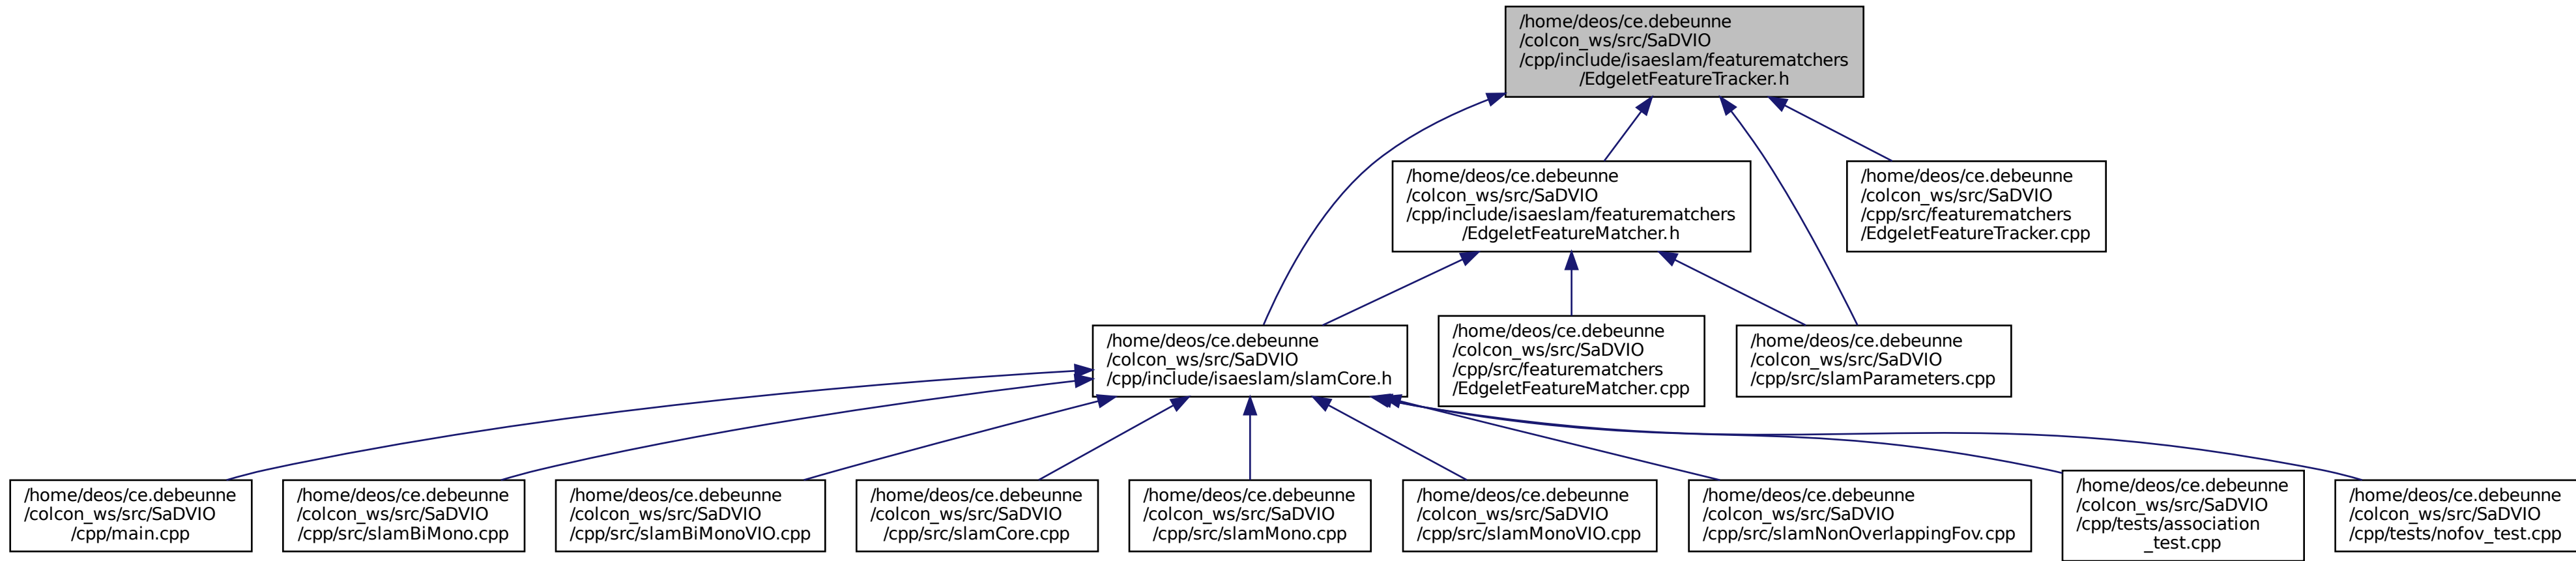 /home/deos/ce.debeunne
/colcon_ws/src/SaDVIO
/cpp/include/isaeslam/featurematchers
/EdgeletFeatureTracker.h
/home/deos/ce.debeunne
/colcon_ws/src/SaDVIO
/cpp/include/isaeslam/featurematchers
/EdgeletFeatureMatcher.h
/home/deos/ce.debeunne
/colcon_ws/src/SaDVIO
/cpp/src/featurematchers
/EdgeletFeatureTracker.cpp
/home/deos/ce.debeunne
/colcon_ws/src/SaDVIO
/cpp/include/isaeslam/slamCore.h
/home/deos/ce.debeunne
/colcon_ws/src/SaDVIO
/cpp/src/featurematchers
/EdgeletFeatureMatcher.cpp
/home/deos/ce.debeunne
/colcon_ws/src/SaDVIO
/cpp/src/slamParameters.cpp
/home/deos/ce.debeunne
/colcon_ws/src/SaDVIO
/cpp/main.cpp
/home/deos/ce.debeunne
/colcon_ws/src/SaDVIO
/cpp/src/slamBiMono.cpp
/home/deos/ce.debeunne
/colcon_ws/src/SaDVIO
/cpp/src/slamBiMonoVIO.cpp
/home/deos/ce.debeunne
/colcon_ws/src/SaDVIO
/cpp/src/slamCore.cpp
/home/deos/ce.debeunne
/colcon_ws/src/SaDVIO
/cpp/src/slamMono.cpp
/home/deos/ce.debeunne
/colcon_ws/src/SaDVIO
/cpp/src/slamMonoVIO.cpp
/home/deos/ce.debeunne
/colcon_ws/src/SaDVIO
/cpp/src/slamNonOverlappingFov.cpp
/home/deos/ce.debeunne
/colcon_ws/src/SaDVIO
/cpp/tests/association
_test.cpp
/home/deos/ce.debeunne
/colcon_ws/src/SaDVIO
/cpp/tests/nofov_test.cpp